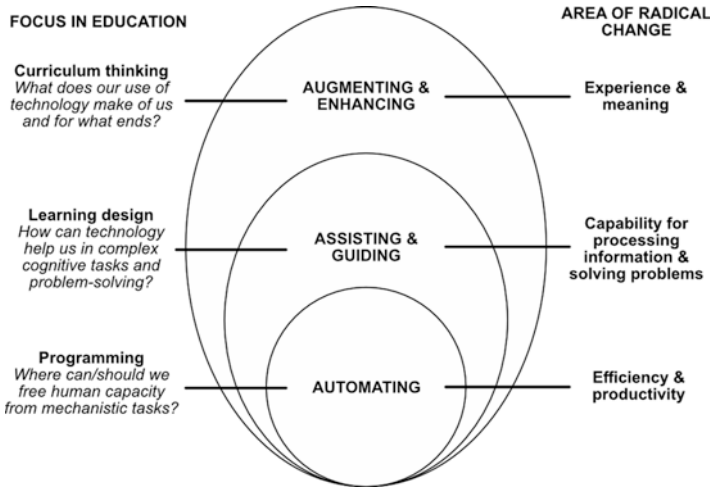 FOCUS IN EDUCATION
AREA OF RADICAL
CHANGE
Curriculum thinking
What does our use of
technology make of us
and for what ends?
AUGMENTING &
ENHANCING
Experience &
meaning
Learning design
How can technology
help us in complex
cognitive tasks and
problem-solving?
ASSISTING &
GUIDING
Capability for
processing
information &
solving problems
Programming
Where can/should we
free human capacity
from mechanistic tasks?
AUTOMATING
Efficiency &
productivity